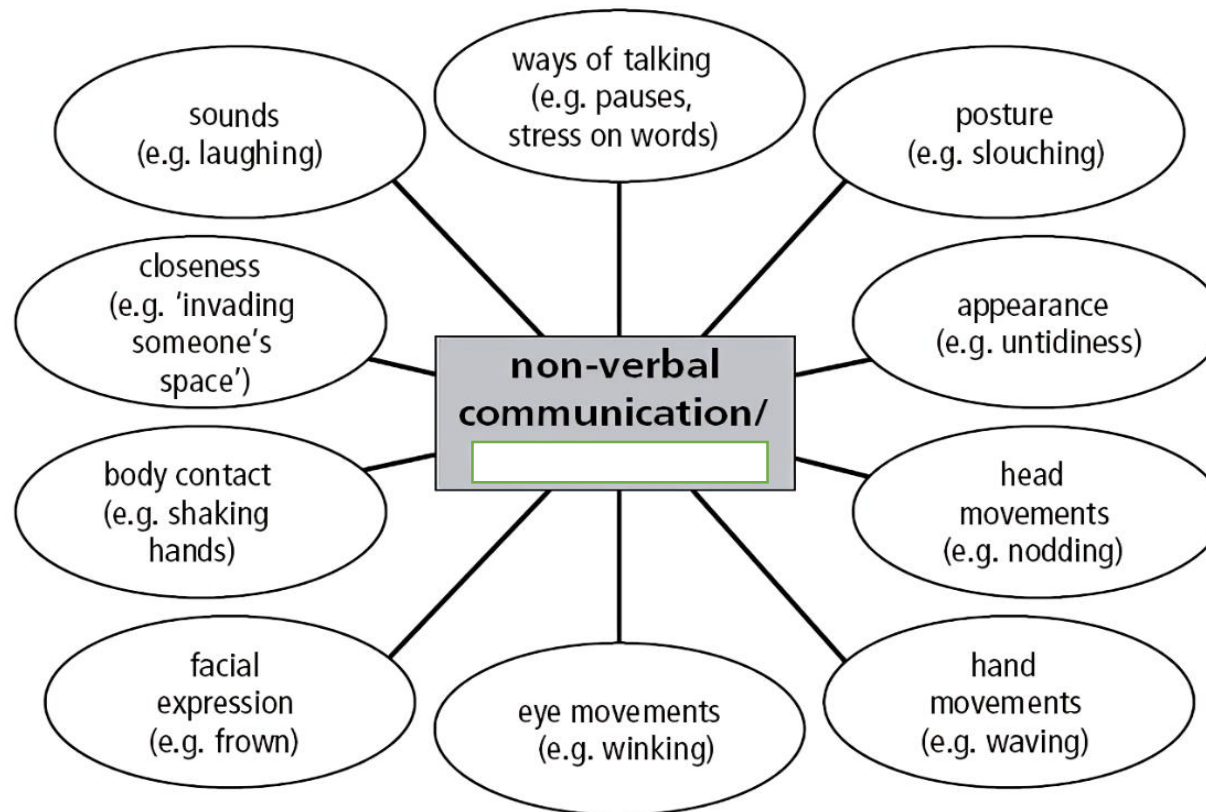 ways of talking
(e.g. pauses,
stress on words)
sounds
(e.g. laughing)
posture
(e.g. slouching)
closeness
(e.g. ‘invading
someone’s
space’)
appearance
(e.g. untidiness)
non-verbal
communication/
body contact
(e.g. shaking
hands)
head
movements
(e.g. nodding)
facial
expression
(e.g. frown)
eye movements
(e.g. winking)
hand
movements
(e.g. waving)